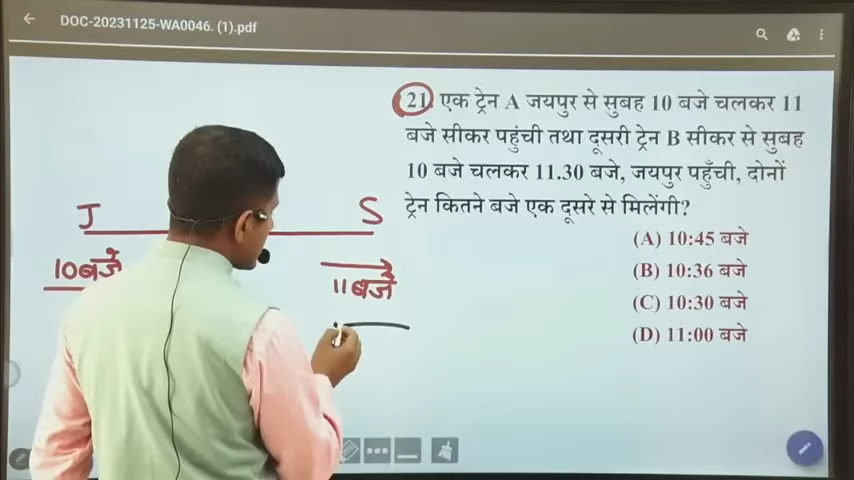 DOC-20231125-WA0046. (1).pdf
21. एक ट्रेन A जयपुर से सुबह 10 बजे चलकर 11
बजे सीकर पहुंची तथा दूसरी ट्रेन B सीकर से सुबह
10 बजे चलकर 11.30 बजे, जयपुर पहुँची, दोनों
ट्रेन कितने बजे एक दूसरे से मिलेंगी?
(A) 10:45 बजे
(B) 10:36 बजे
(C) 10:30 बजे
(D) 11:00 बजे
J S
10बजे 11बजे